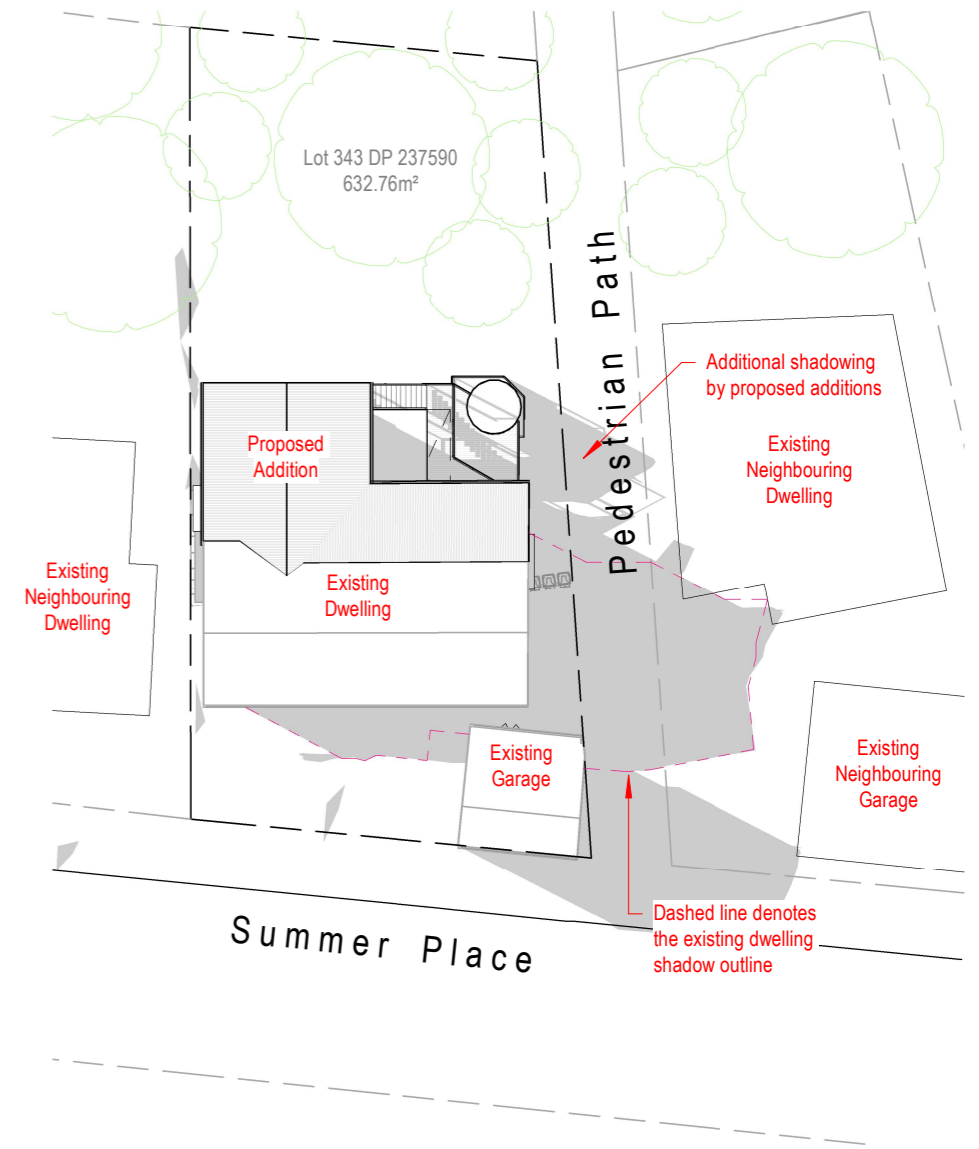 Lot 343 DP 237590
632.76m²
Pedestrian Path
Additional shadowing
by proposed additions
Proposed
Addition
Existing
Neighbouring
Dwelling
Existing
Neighbouring
Dwelling
Existing
Dwelling
Existing
Garage
Existing
Neighbouring
Garage
Summer Place
Dashed line denotes
the existing dwelling
shadow outline